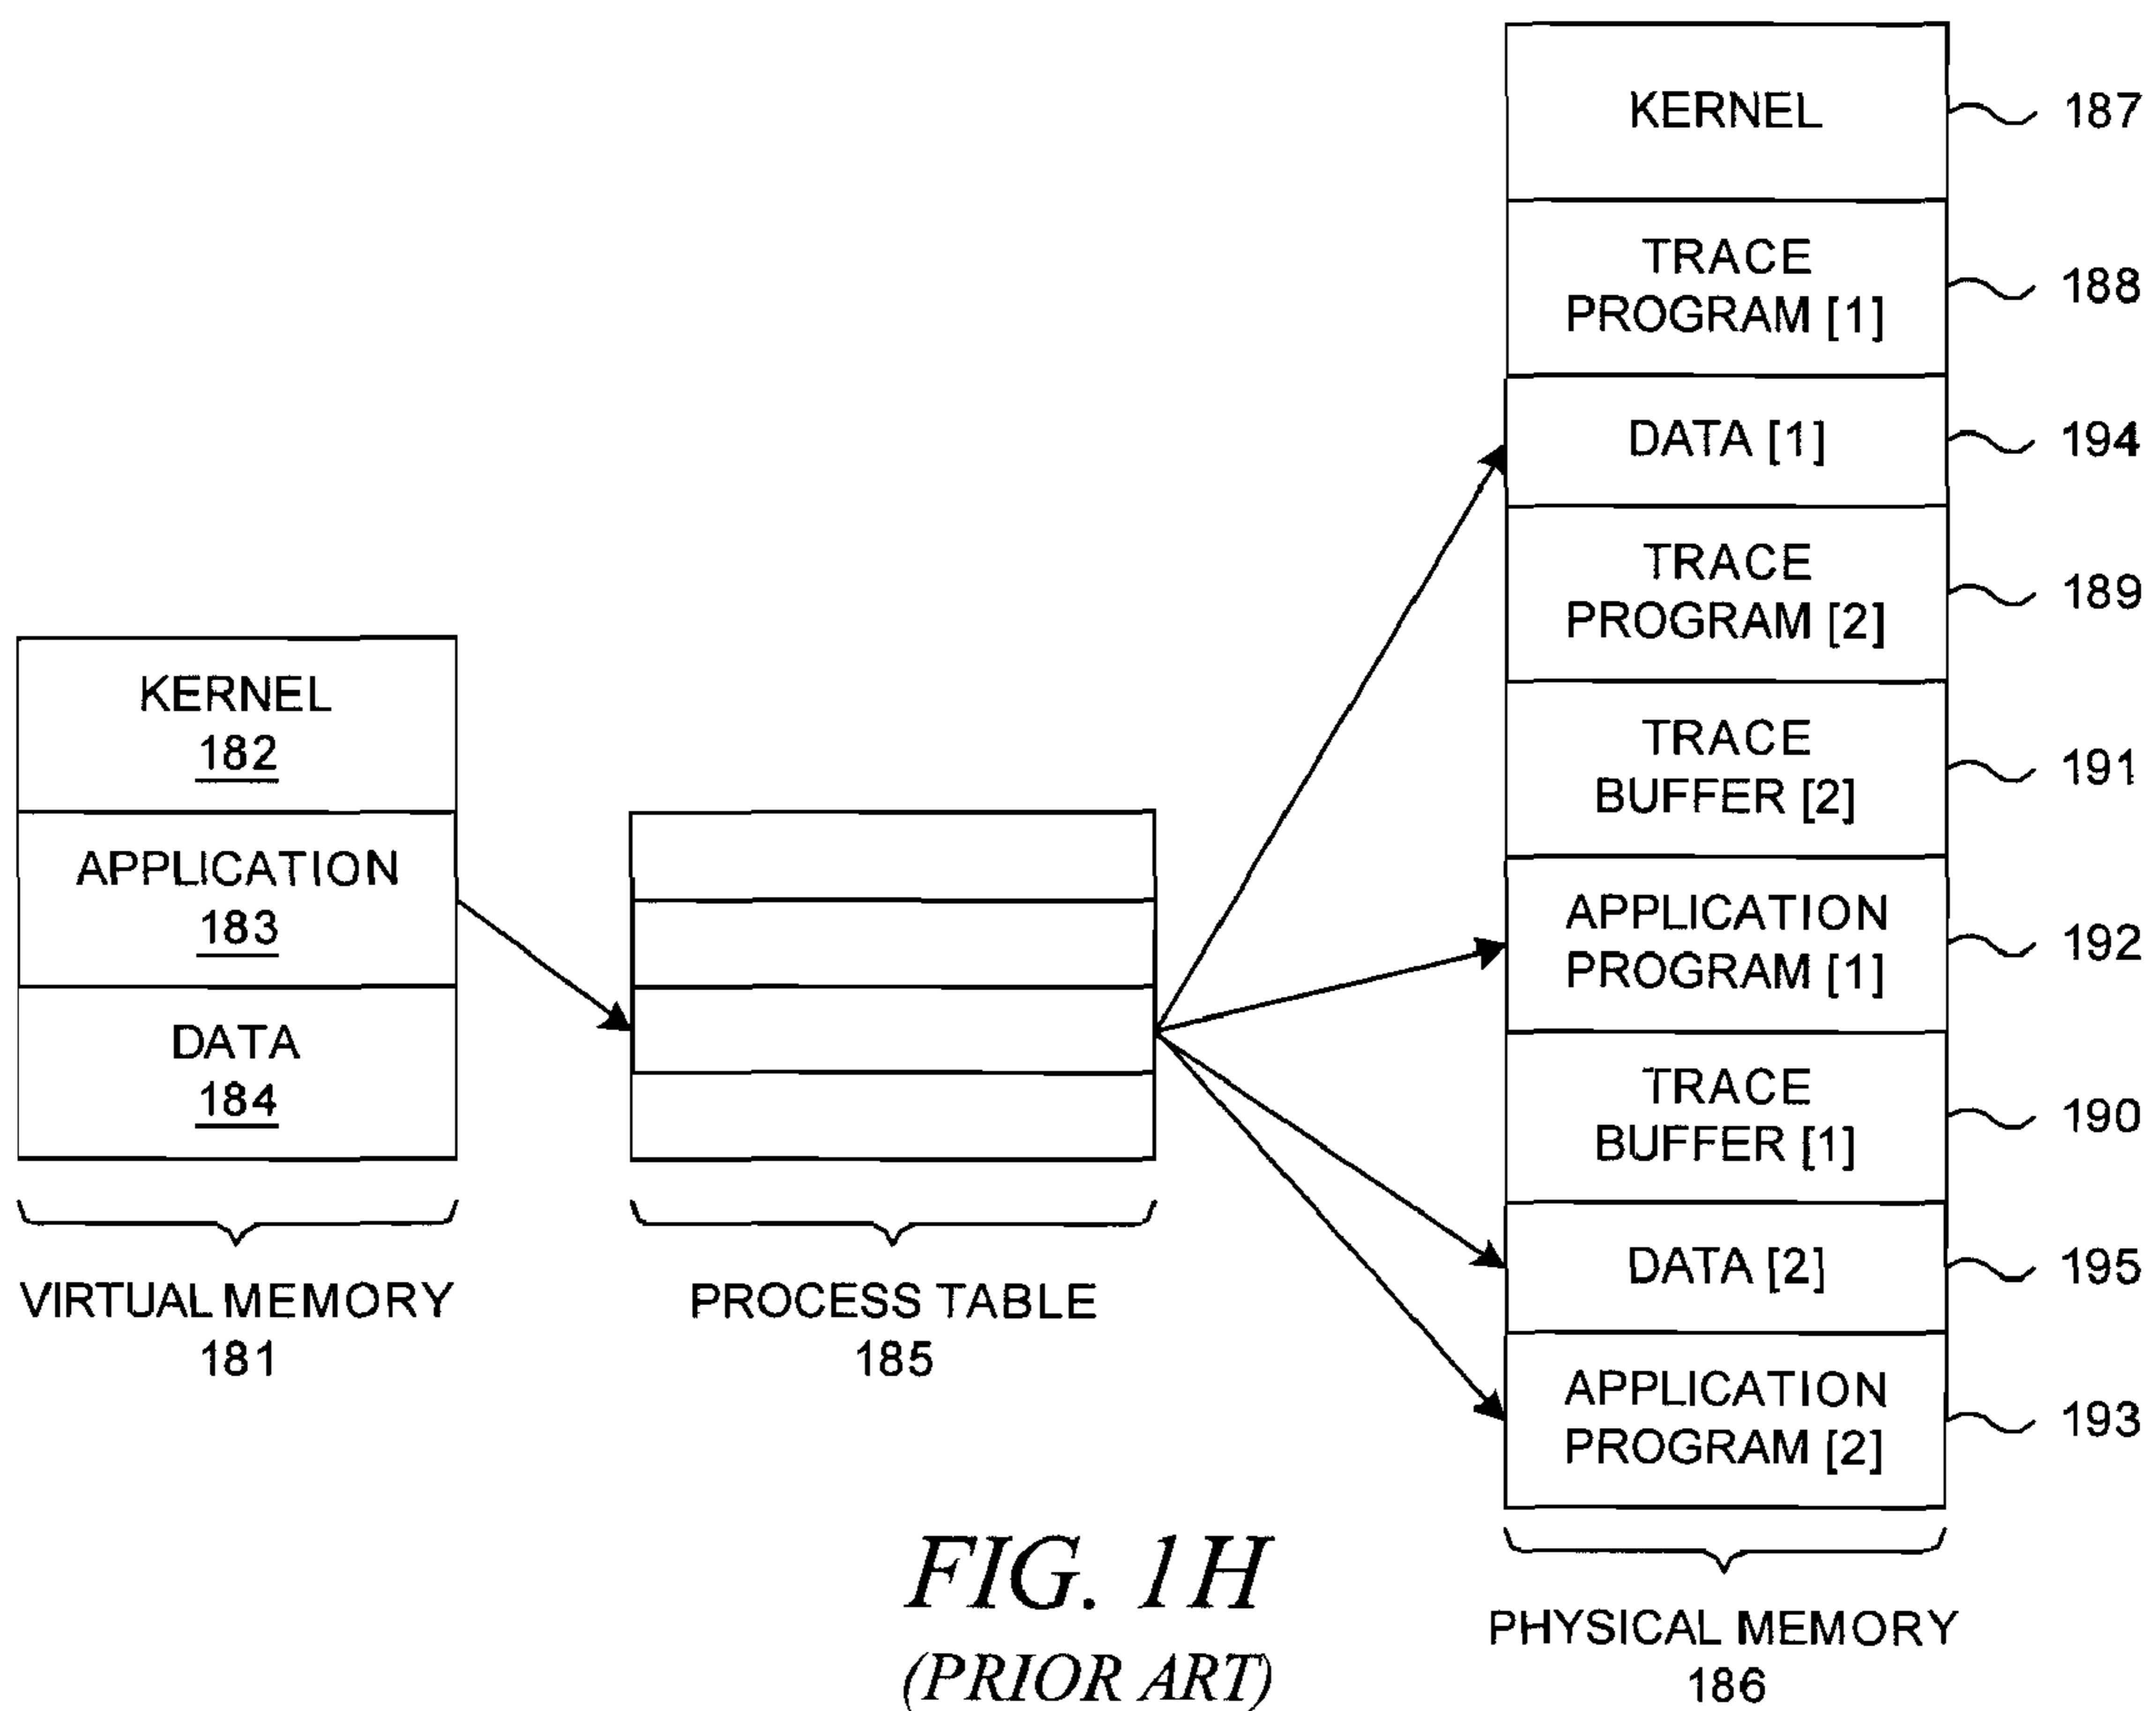 KERNEL
187
TRACE
PROGRAM [1]
188
DATA [1]
194
TRACE
PROGRAM [2]
189
TRACE
BUFFER [2]
191
APPLICATION
PROGRAM [1]
192
TRACE
BUFFER [1]
190
DATA [2]
195
APPLICATION
PROGRAM [2]
193
PHYSICAL MEMORY
186
KERNEL
182
APPLICATION
183
DATA
184
VIRTUAL MEMORY
181
PROCESS TABLE
185
FIG. 1H
(PRIOR ART)